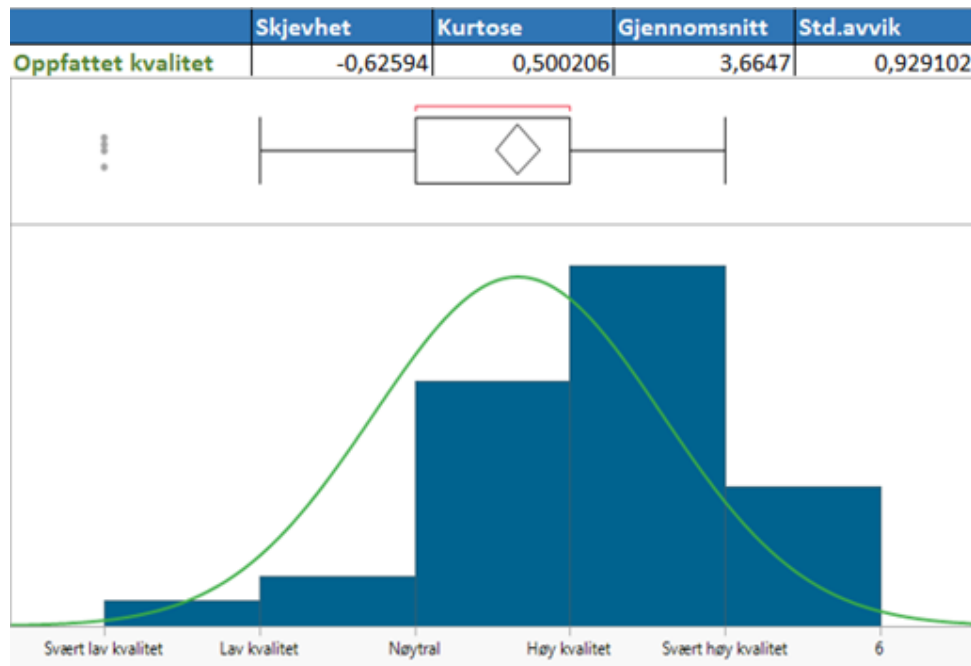 Skjevhet Kurtose Gjennomsnitt Std.avvik
Oppfattet kvalitet -0,62594 0,500206 3,6647 0,929102
Svært lav kvalitet Lav kvalitet Nøytral Høy kvalitet Svært høy kvalitet 6